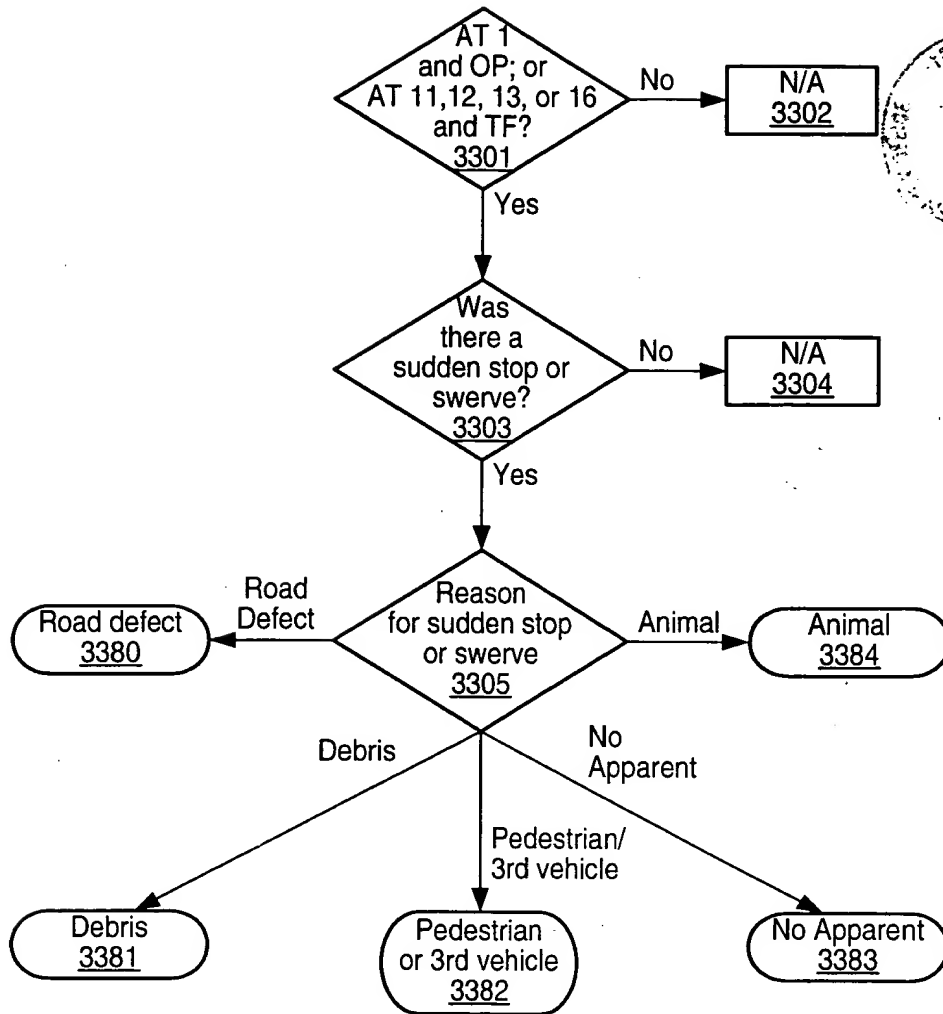 AT 1
and OP; or
AT 11,12, 13, or 16
and TF?
3301
No
N/A
3302
Yes
Was
there a
sudden stop or
swerve?
3303
No
N/A
3304
Yes
Reason
for sudden stop
or swerve
3305
Road
Defect
Road defect
3380
Animal
Animal
3384
Debris
No
Apparent
Pedestrian/
3rd vehicle
Debris
3381
Pedestrian
or 3rd vehicle
3382
No Apparent
3383